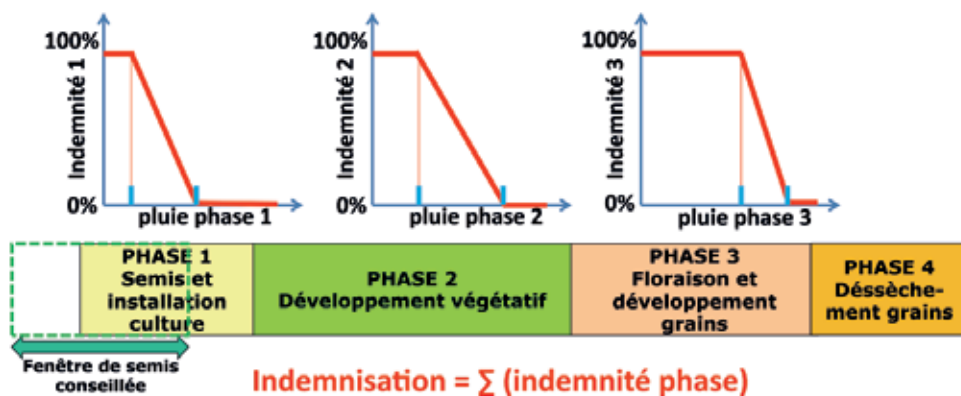 100%
Indemnité 1
0%
pluie phase 1
100%
Indemnité 2
0%
pluie phase 2
100%
Indemnité 3
0%
pluie phase 3
PHASE 1
Semis et
installation
culture
PHASE 2
Développement végétatif
PHASE 3
Floraison et
développement
grains
PHASE 4
Déssèche-
ment grains
Fenêtre de semis
conseillée
Indemnisation = ∑ (indemnité phase)